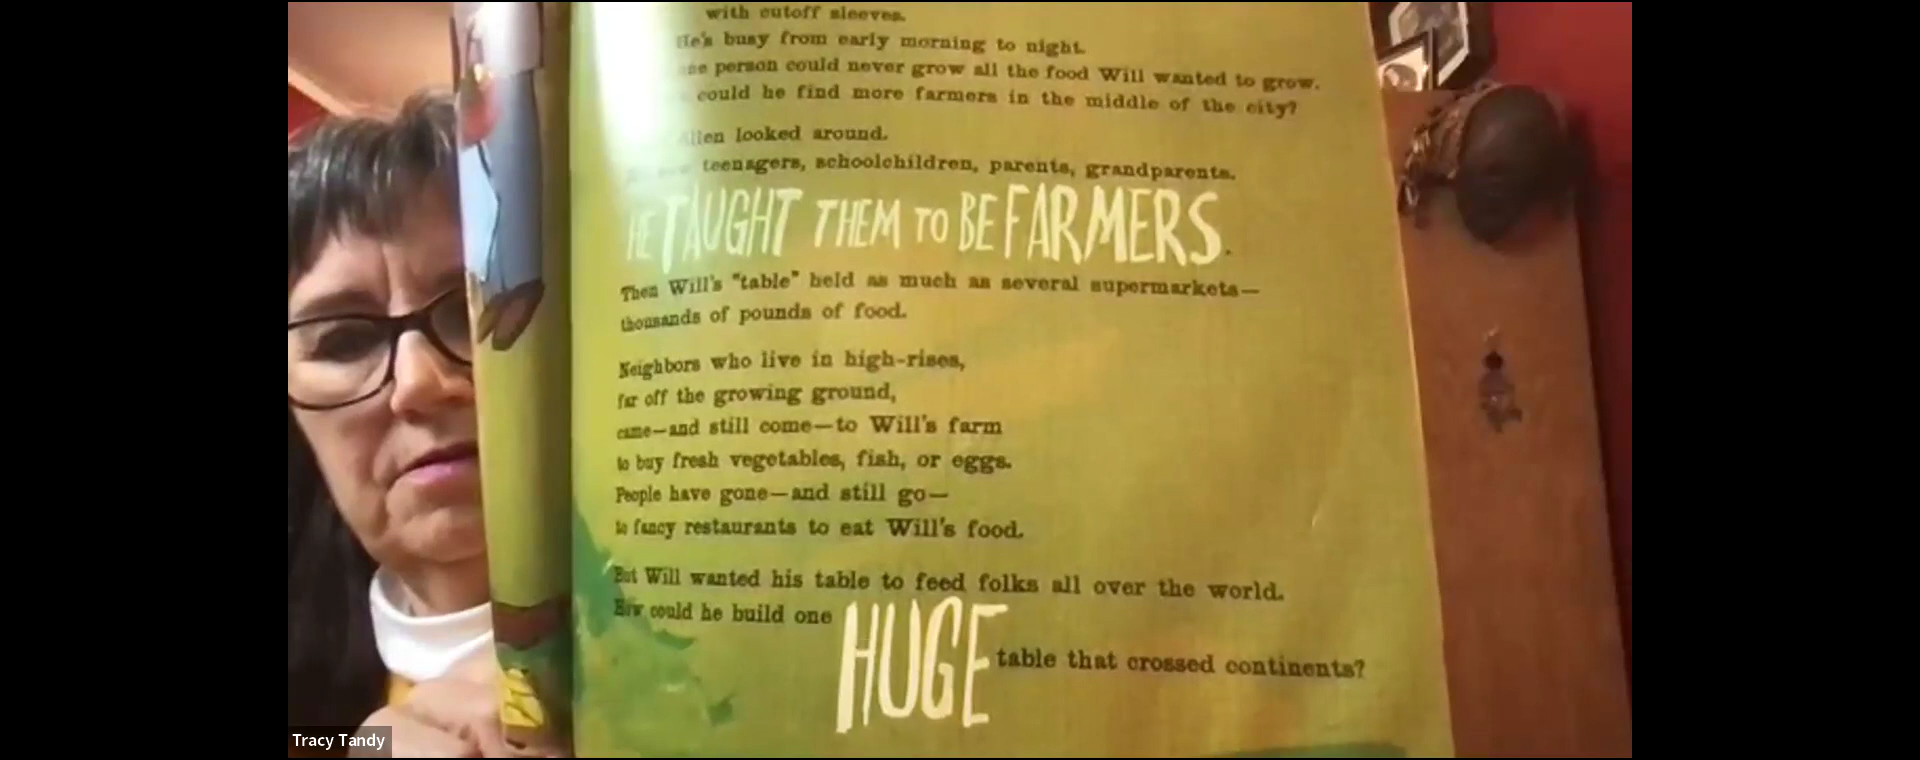 with cutoff sleeves.
He's busy from early morning to night.
person could never grow all the food Will wanted to grow.
could he find more farmers in the middle of the city?
Allen looked around.
teenagers, schoolchildren, parents, grandparents.
HE TAUGHT THEM TO BE FARMERS.
Then Will's "table" held as much as several supermarkets—
thousands of pounds of food.
Neighbors who live in high-rises,
far off the growing ground,
came—and still come—to Will's farm
to buy fresh vegetables, fish, or eggs.
People have gone—and still go—
to fancy restaurants to eat Will's food.
But Will wanted his table to feed folks all over the world.
How could he build one HUGE table that crossed continents?
Tracy Tandy